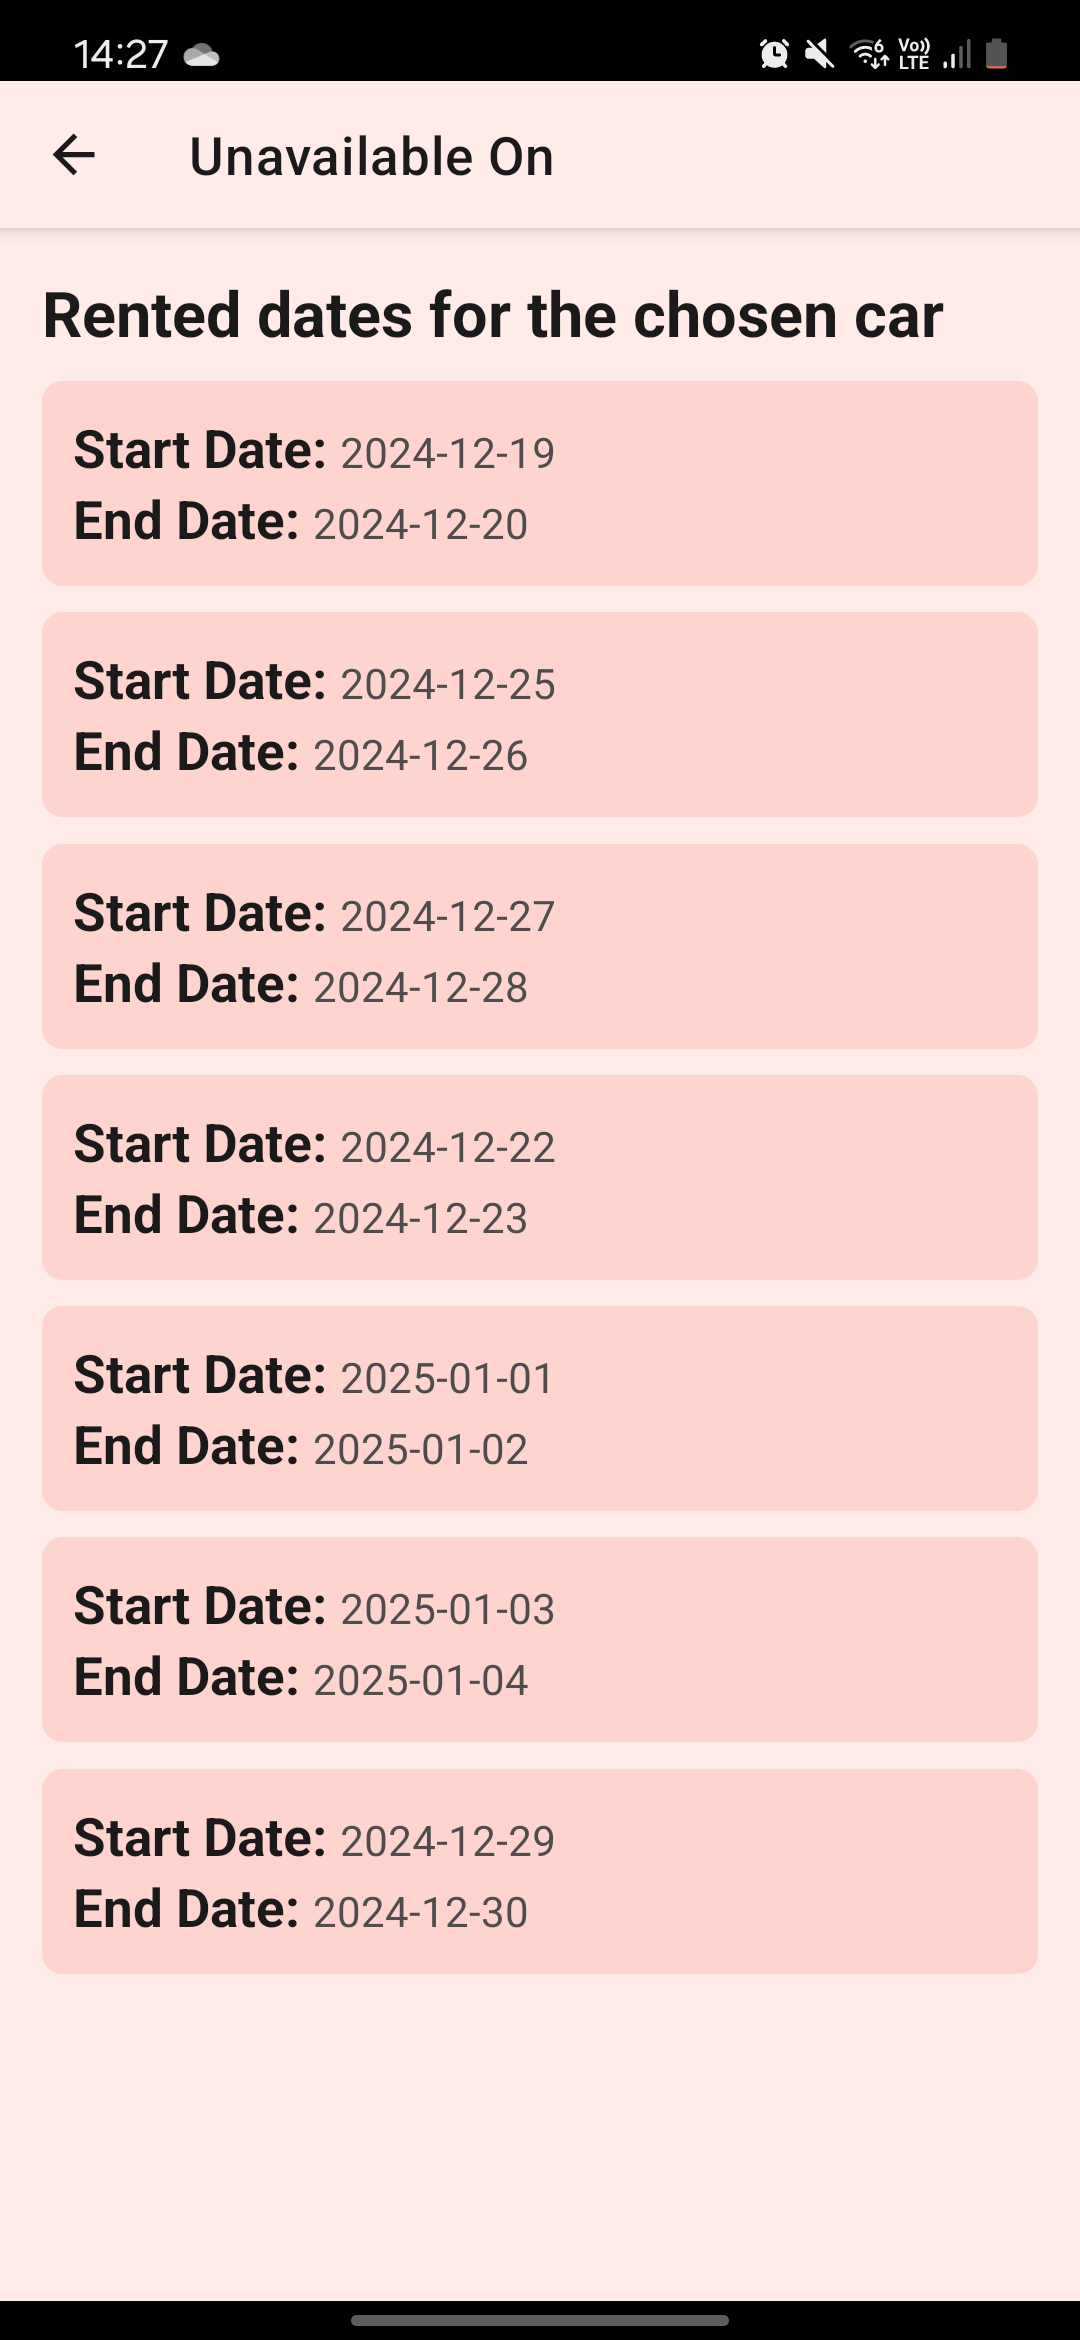 14:27
6 Vo)) LTE
Unavailable On
Rented dates for the chosen car
Start Date: 2024-12-19
End Date: 2024-12-20
Start Date: 2024-12-25
End Date: 2024-12-26
Start Date: 2024-12-27
End Date: 2024-12-28
Start Date: 2024-12-22
End Date: 2024-12-23
Start Date: 2025-01-01
End Date: 2025-01-02
Start Date: 2025-01-03
End Date: 2025-01-04
Start Date: 2024-12-29
End Date: 2024-12-30